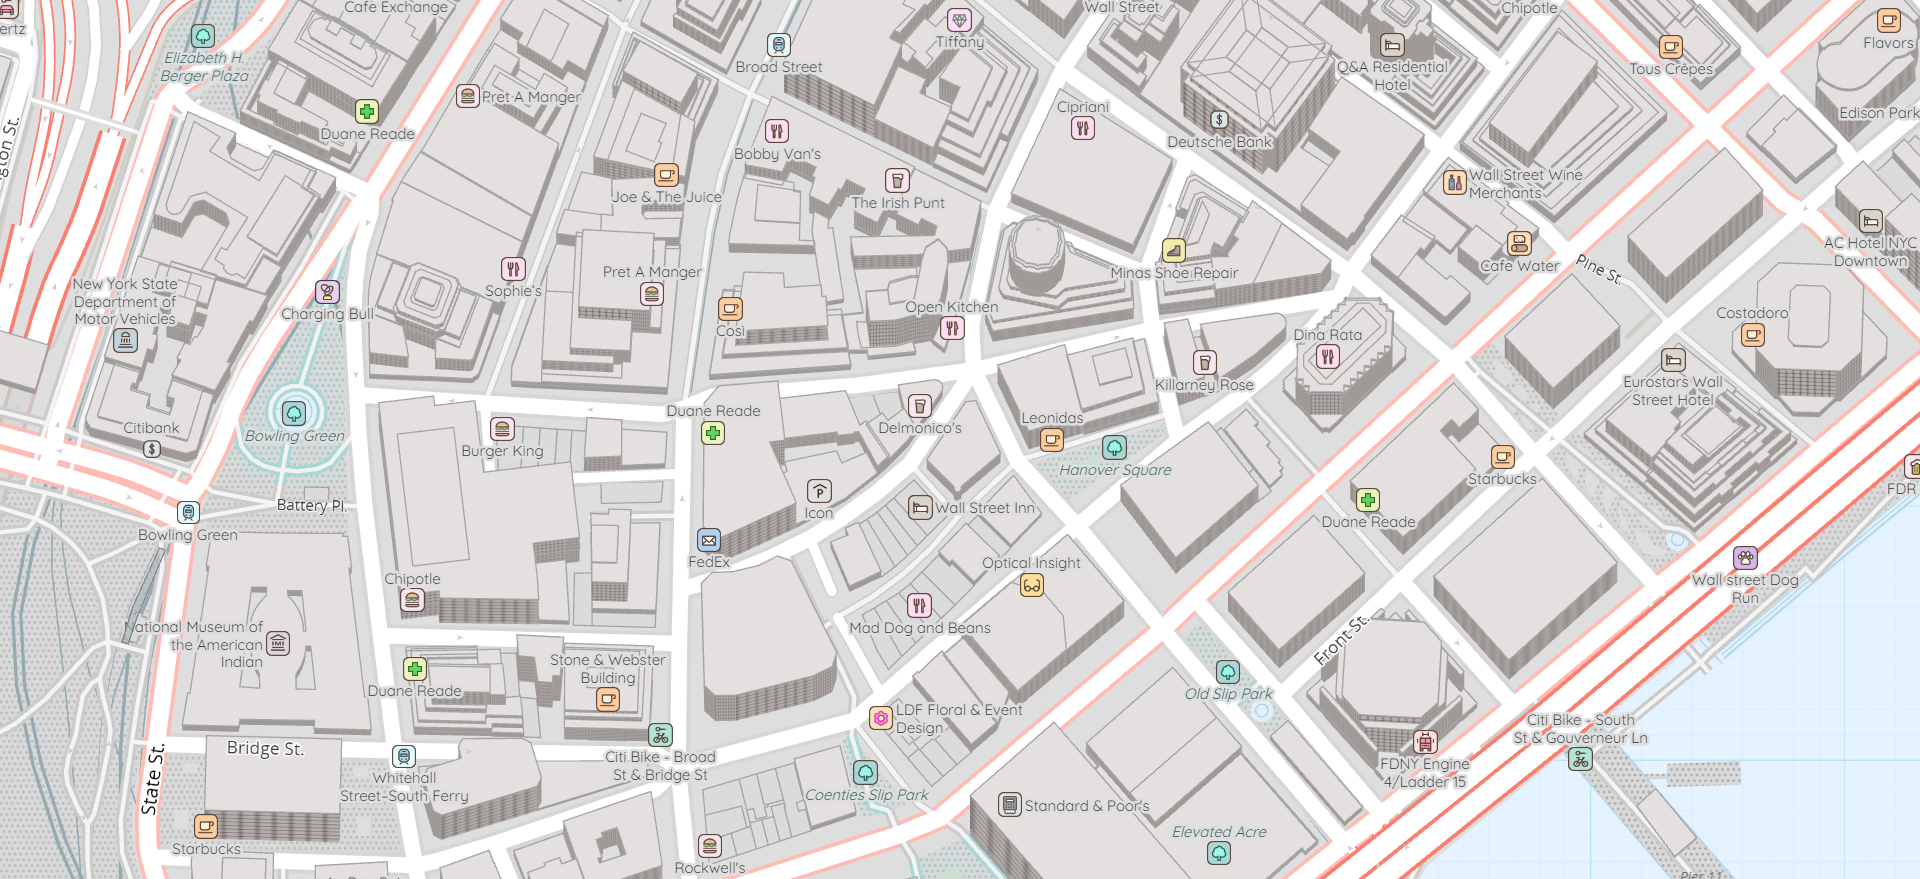 Café Exchange
Wall Street
Chipotle
ertz
Elizabeth H.
Berger Plaza
Tiffany
Broad Street
Flavors
Tous Crêpes
Q&A Residential
Hotel
Pret A Manger
Duane Reade
Cipriani
Deutsche Bank
Edison Park
Bobby Van's
Joe & The Juice
The Irish Punt
Wall Street Wine
Merchants
AC Hotel NYC
Downtown
Cafe Water
Pine St.
Pret A Manger
Sophie's
Minas Shoe Repair
New York State
Department of
Motor Vehicles
Charging Bull
Cosi
Open Kitchen
Dina Rata
Costadoro
Killarney Rose
Eurostars Wall
Street Hotel
Citibank
Bowling Green
Burger King
Duane Reade
Delmonico's
Leonidas
Hanover Square
Starbucks
FDR
Battery Pl.
Icon
Wall Street Inn
Duane Reade
Bowling Green
FedEx
Optical Insight
Wall street Dog
Run
Chipotle
Mad Dog and Beans
National Museum of
the American
Indian
Front St.
Duane Reade
Stone & Webster
Building
Old Slip Park
LDF Floral & Event
Design
Citi Bike - South
St & Gouverneur Ln
Bridge St.
State St.
Whitehall
Street-South Ferry
Citi Bike - Broad
St & Bridge St
FDNY Engine
4/Ladder 15
Coenties Slip Park
Standard & Poor's
Elevated Acre
Starbucks
Rockwell's
Pier 11